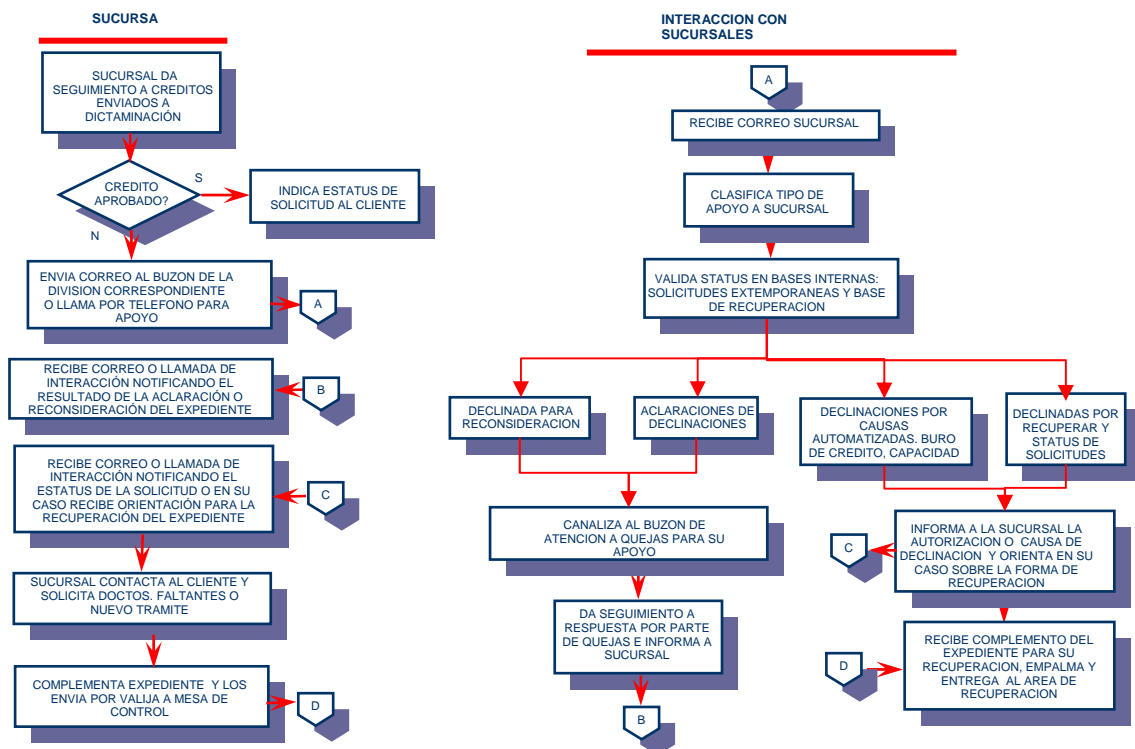 SUCURSA
SUCURSAL DA
SEGUIMIENTO A CREDITOS
ENVIADOS A
DICTAMINACIÓN
CREDITO
APROBADO?
S
INDICA ESTATUS DE
SOLICITUD AL CLIENTE
N
ENVIA CORREO AL BUZON DE LA
DIVISION CORRESPONDIENTE
O LLAMA POR TELEFONO PARA
APOYO
A
RECIBE CORREO O LLAMADA DE
INTERACCIÓN NOTIFICANDO EL
RESULTADO DE LA ACLARACIÓN O
RECONSIDERACIÓN DEL EXPEDIENTE
B
RECIBE CORREO O LLAMADA DE
INTERACCIÓN NOTIFICANDO EL
ESTATUS DE LA SOLICITUD O EN SU
CASO RECIBE ORIENTACIÓN PARA LA
RECUPERACIÓN DEL EXPEDIENTE
C
SUCURSAL CONTACTA AL CLIENTE Y
SOLICITA DOCTOS. FALTANTES O
NUEVO TRAMITE
COMPLEMENTA EXPEDIENTE Y LOS
ENVIA POR VALIJA A MESA DE
CONTROL
D
INTERACCION CON
SUCURSALES
A
RECIBE CORREO SUCURSAL
CLASIFICA TIPO DE
APOYO A SUCURSAL
VALIDA STATUS EN BASES INTERNAS:
SOLICITUDES EXTEMPORANEAS Y BASE
DE RECUPERACION
DECLINADA PARA
RECONSIDERACION
ACLARACIONES DE
DECLINACIONES
DECLINACIONES POR
CAUSAS
AUTOMATIZADAS. BURO
DE CREDITO, CAPACIDAD
DECLINADAS POR
RECUPERAR Y
STATUS DE
SOLICITUDES
CANALIZA AL BUZON DE
ATENCION A QUEJAS PARA SU
APOYO
DA SEGUIMIENTO A
RESPUESTA POR PARTE
DE QUEJAS E INFORMA A
SUCURSAL
B
C
INFORMA A LA SUCURSAL LA
AUTORIZACION O CAUSA DE
DECLINACION Y ORIENTA EN SU
CASO SOBRE LA FORMA DE
RECUPERACION
D
RECIBE COMPLEMENTO DEL
EXPEDIENTE PARA SU
RECUPERACION, EMPALMA Y
ENTREGA AL AREA DE
RECUPERACION